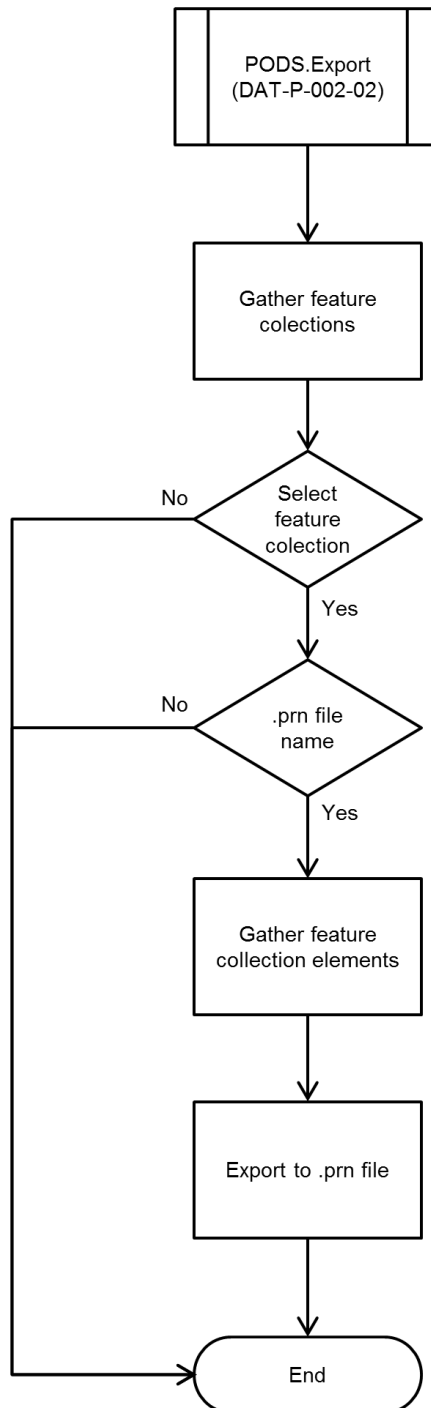 PODS.Export
(DAT-P-002-02)
Gather feature
colections
Select
feature
colection
No
Yes
.prn file
name
No
Yes
Gather feature
collection elements
Export to .prn file
End